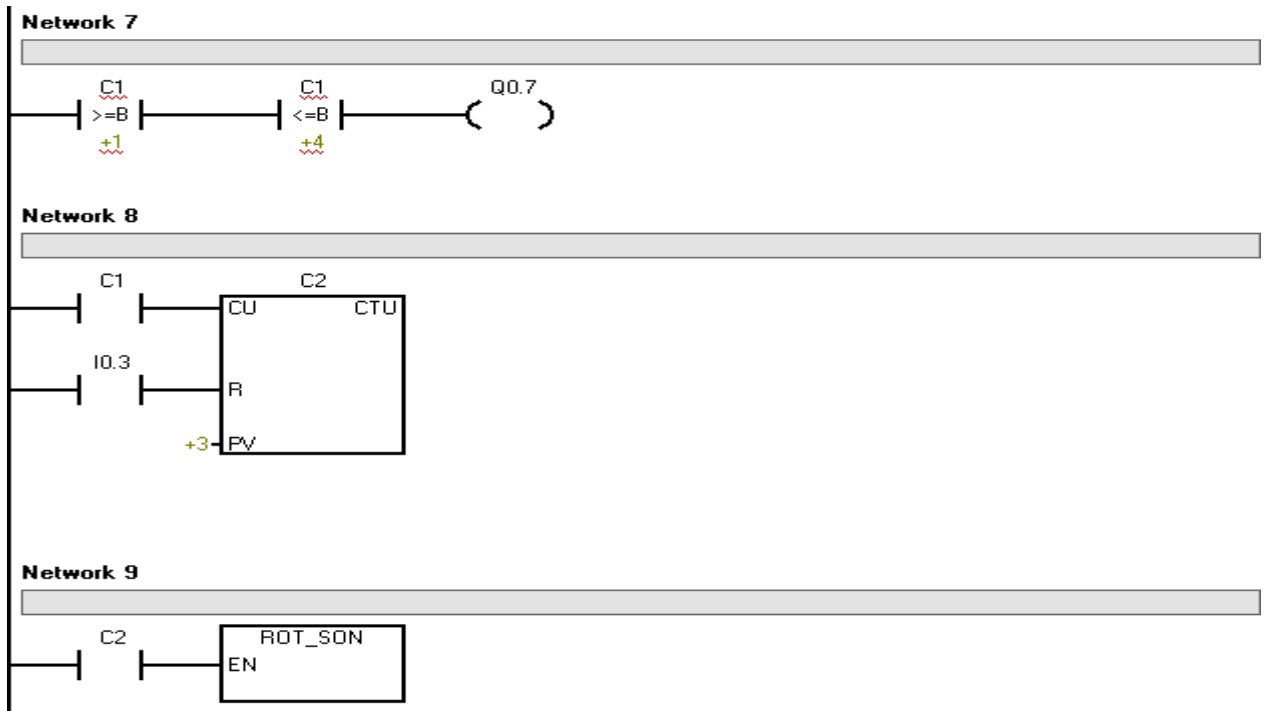 Network 7
C1 C1 Q0.7
>=B <=B
+1 +4
Network 8
C1 C2
CU CTU
I0.3
R
+3 PV
Network 9
C2 ROT_SON
EN